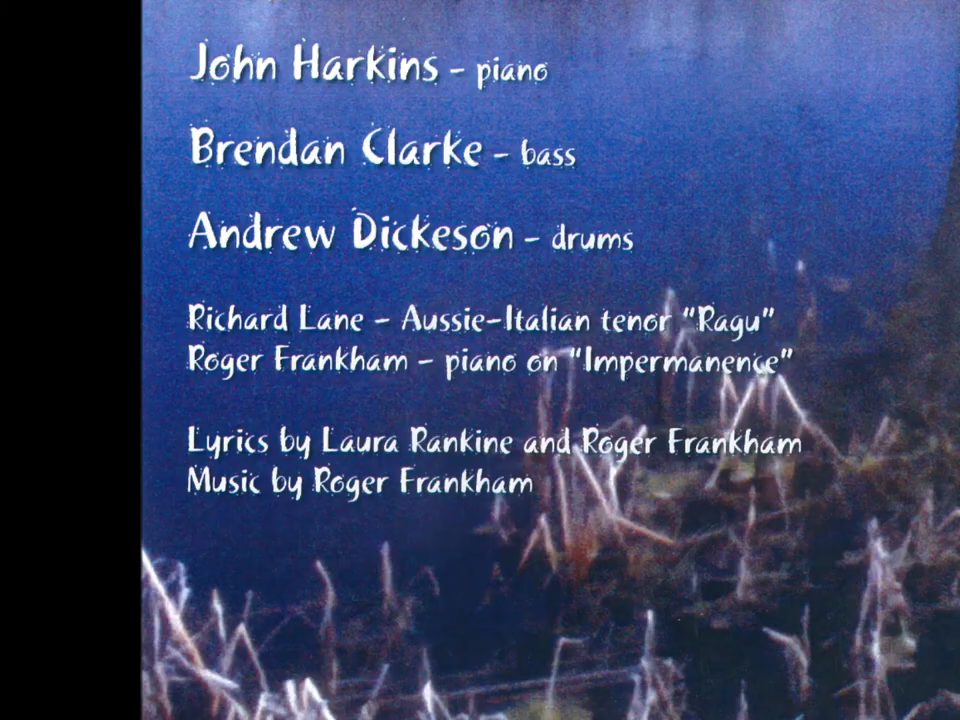 John Harkins - piano
Brendan Clarke - bass
Andrew Dickeson - drums
Richard Lane - Aussie-Italian tenor "Ragu"
Roger Frankham - piano on "Impermanence"
Lyrics by Laura Rankine and Roger Frankham
Music by Roger Frankham